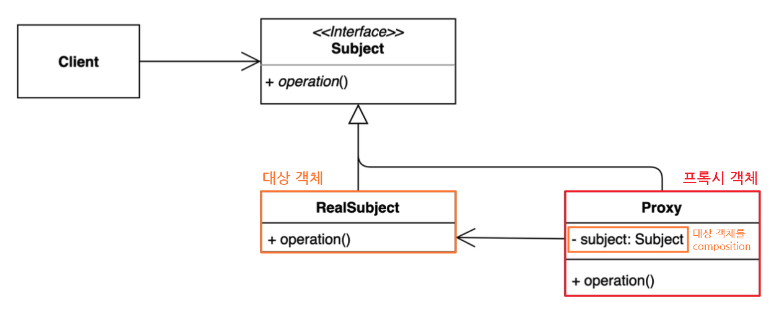 <<Interface>>
Subject
Client
+ operation()
대상 객체
프록시 객체
RealSubject
+ operation()
Proxy
- subject: Subject
대상 객체를
composition
+ operation()